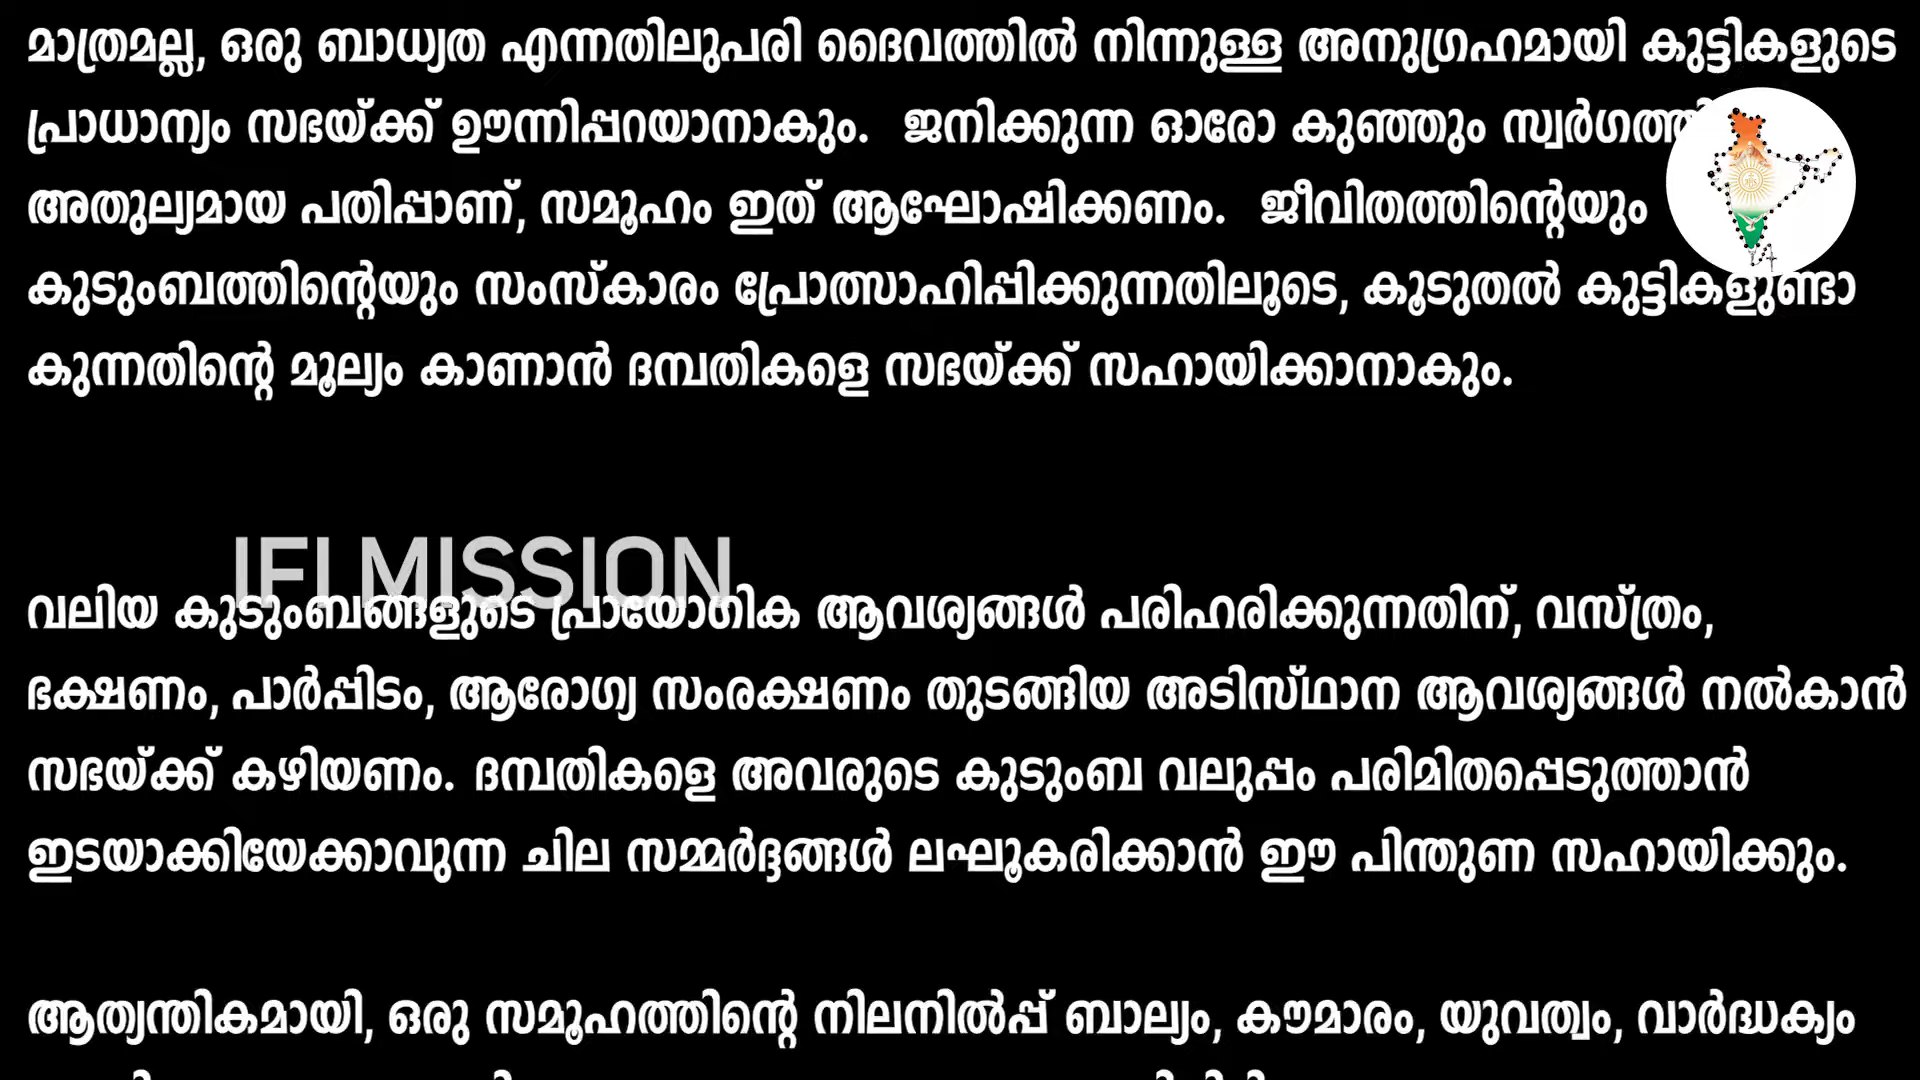 മാത്രമല്ല, ഒരു ബാധ്യത എന്നതിലുപരി ദൈവത്തിൽ നിന്നുള്ള അനുഗ്രഹമായി കുട്ടികളുടെ
പ്രാധാന്യം സഭയ്ക്ക് ഊന്നിപ്പറയാനാകും. ജനിക്കുന്ന ഓരോ കുഞ്ഞും
അതുല്യമായ പതിപ്പാണ്, സമൂഹം ഇത് ആഘോഷിക്കണം. ജീവിതത്തിന്റെയും
കുടുംബത്തിന്റെയും സംസ്കാരം പ്രോത്സാഹിപ്പിക്കുന്നതിലൂടെ, കൂടുതൽ കുട്ടികളുണ്ടാ
കുന്നതിന്റെ മൂല്യം കാണാൻ ദമ്പതികളെ സഭയ്ക്ക് സഹായിക്കാനാകും.
IFI MISSION
വലിയ കുടുംബങ്ങളുടെ പ്രായോഗിക ആവശ്യങ്ങൾ പരിഹരിക്കുന്നതിന്, വസ്ത്രം,
ഭക്ഷണം, പാർപ്പിടം, ആരോഗ്യ സംരക്ഷണം തുടങ്ങിയ അടിസ്ഥാന ആവശ്യങ്ങൾ നൽകാൻ
സഭയ്ക്ക് കഴിയണം. ദമ്പതികളെ അവരുടെ കുടുംബ വലുപ്പം പരിമിതപ്പെടുത്താൻ
ഇടയാക്കിയേക്കാവുന്ന ചില സമ്മർദ്ദങ്ങൾ ലഘൂകരിക്കാൻ ഈ പിന്തുണ സഹായിക്കും.
ആത്യന്തികമായി, ഒരു സമൂഹത്തിന്റെ നിലനിൽപ്പ് ബാല്യം, കൗമാരം, യുവത്വം, വാർദ്ധക്യം